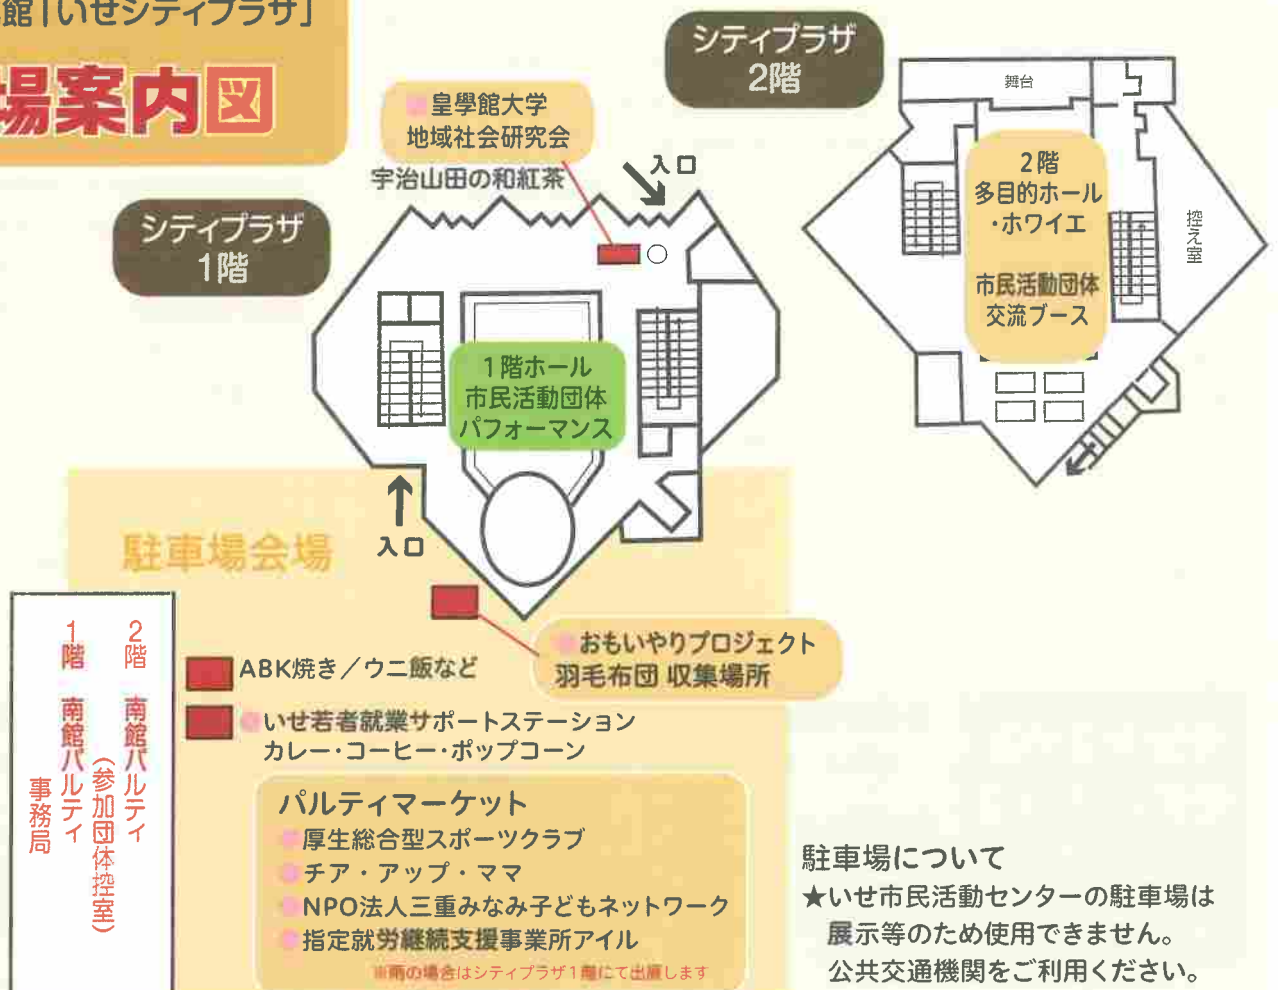 館「いせシティプラザ」
場案内図
シティプラザ
2階
舞台
2階
多目的ホール
・ホワイエ
市民活動団体
交流ブース
控え室
皇學館大学
地域社会研究会
宇治山田の和紅茶
入口
シティプラザ
1階
1階ホール
市民活動団体
パフォーマンス
入口
駐車場会場
おもいやりプロジェクト
羽毛布団 収集場所
2階 南館パルティ
(参加団体控室)
1階 南館パルティ
事務局
ABK焼き／ウニ飯など
いせ若者就業サポートステーション
カレー・コーヒー・ポップコーン
パルティマーケット
厚生総合型スポーツクラブ
チア・アップ・ママ
NPO法人三重みなみ子どもネットワーク
指定就労継続支援事業所アイル
※雨の場合はシティプラザ1階にて出展します
駐車場について
★いせ市民活動センターの駐車場は
展示等のため使用できません。
公共交通機関をご利用ください。